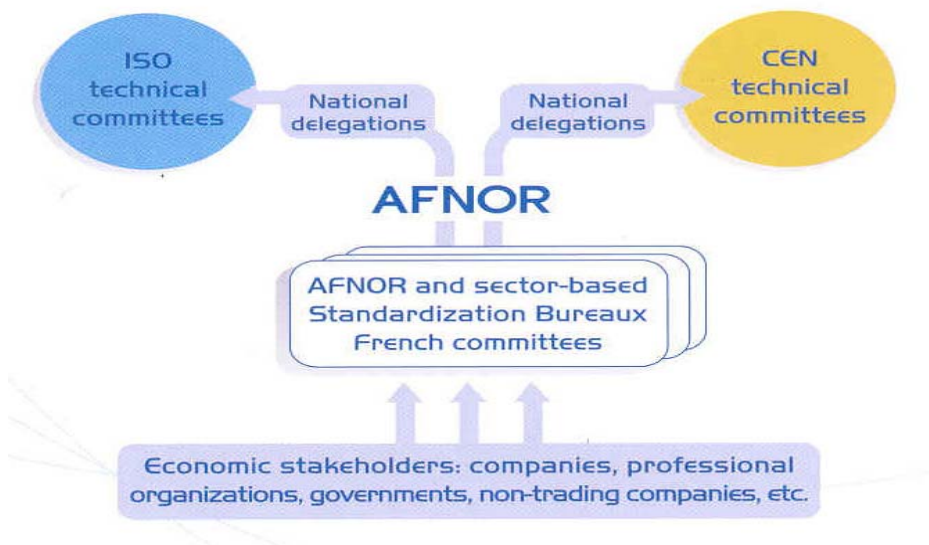 ISO
technical
committees
National
delegations
National
delegations
CEN
technical
committees
AFNOR
AFNOR and sector-based
Standardization Bureaux
French committees
Economic stakeholders: companies, professional
organizations, governments, non-trading companies, etc.